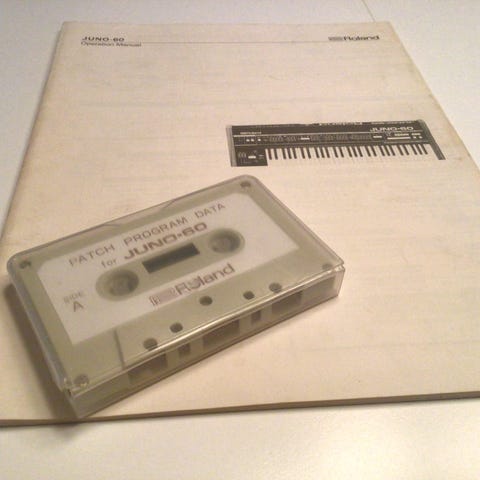 JUNO-60
Operation Manual
Roland
JUNO-60
PATCH PROGRAM DATA
for JUNO-60
SIDE
A
Roland